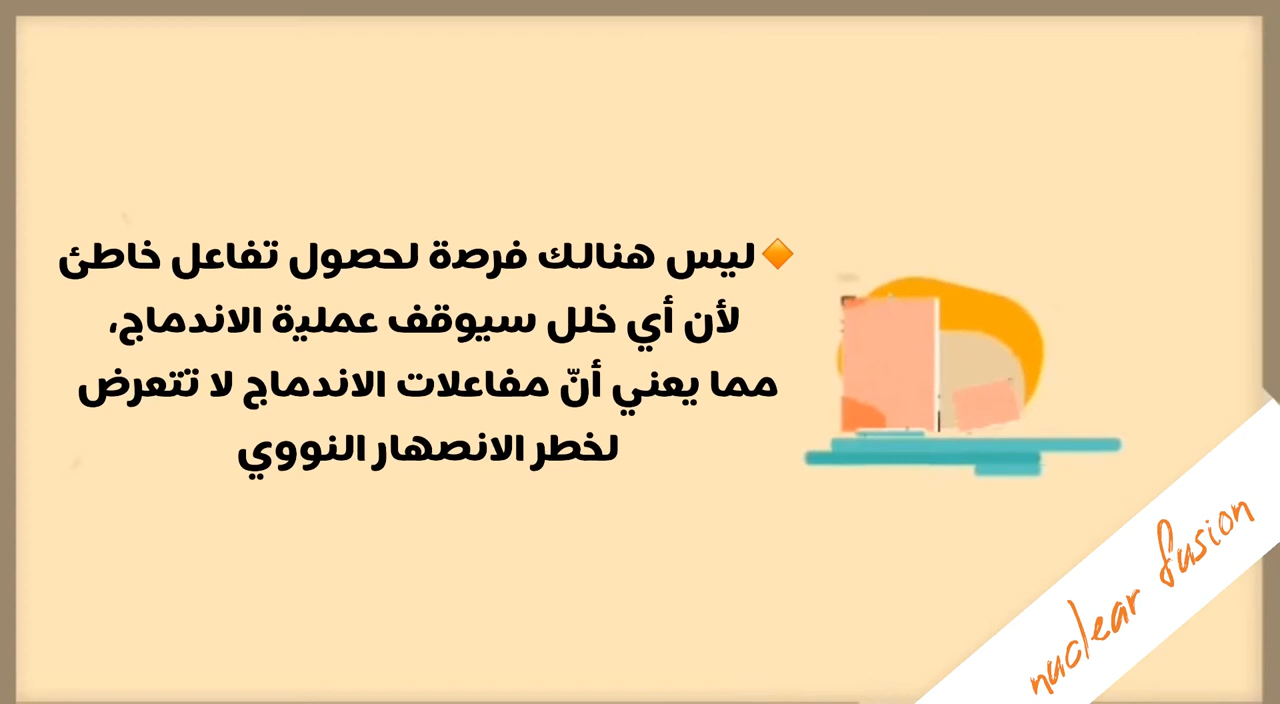 🔶ليس هنالك فرصة لحصول تفاعل خاطئ
لأن أي خلل سيوقف عملية الاندماج،
مما يعني أنّ مفاعلات الاندماج لا تتعرض
لخطر الانصهار النووي
nuclear fusion